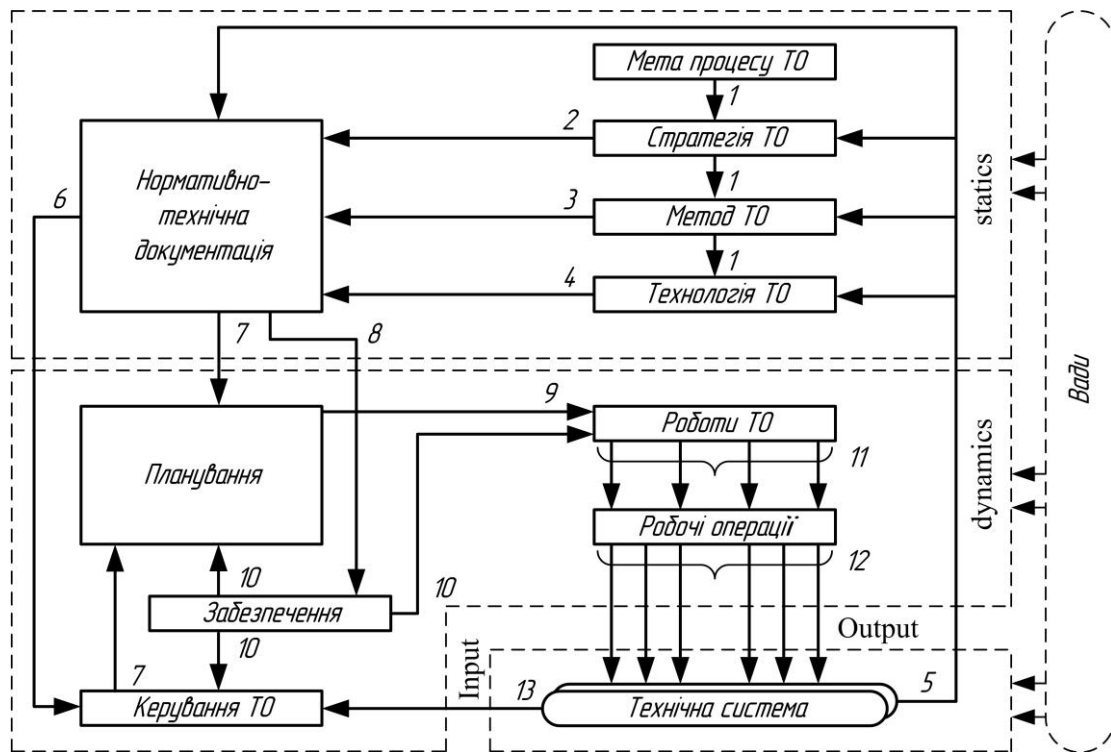 Мета процесу ТО
1
2
Стратегія ТО
Нормативно-
технічна
документація
1
6
3
Метод ТО
statics
1
4
Технологія ТО
7
8
Вади
9
Роботи ТО
Планування
11
dynamics
Робочі операції
10
12
10
Забезпечення
10
Output
Input
7
13
5
Керування ТО
Технічна система